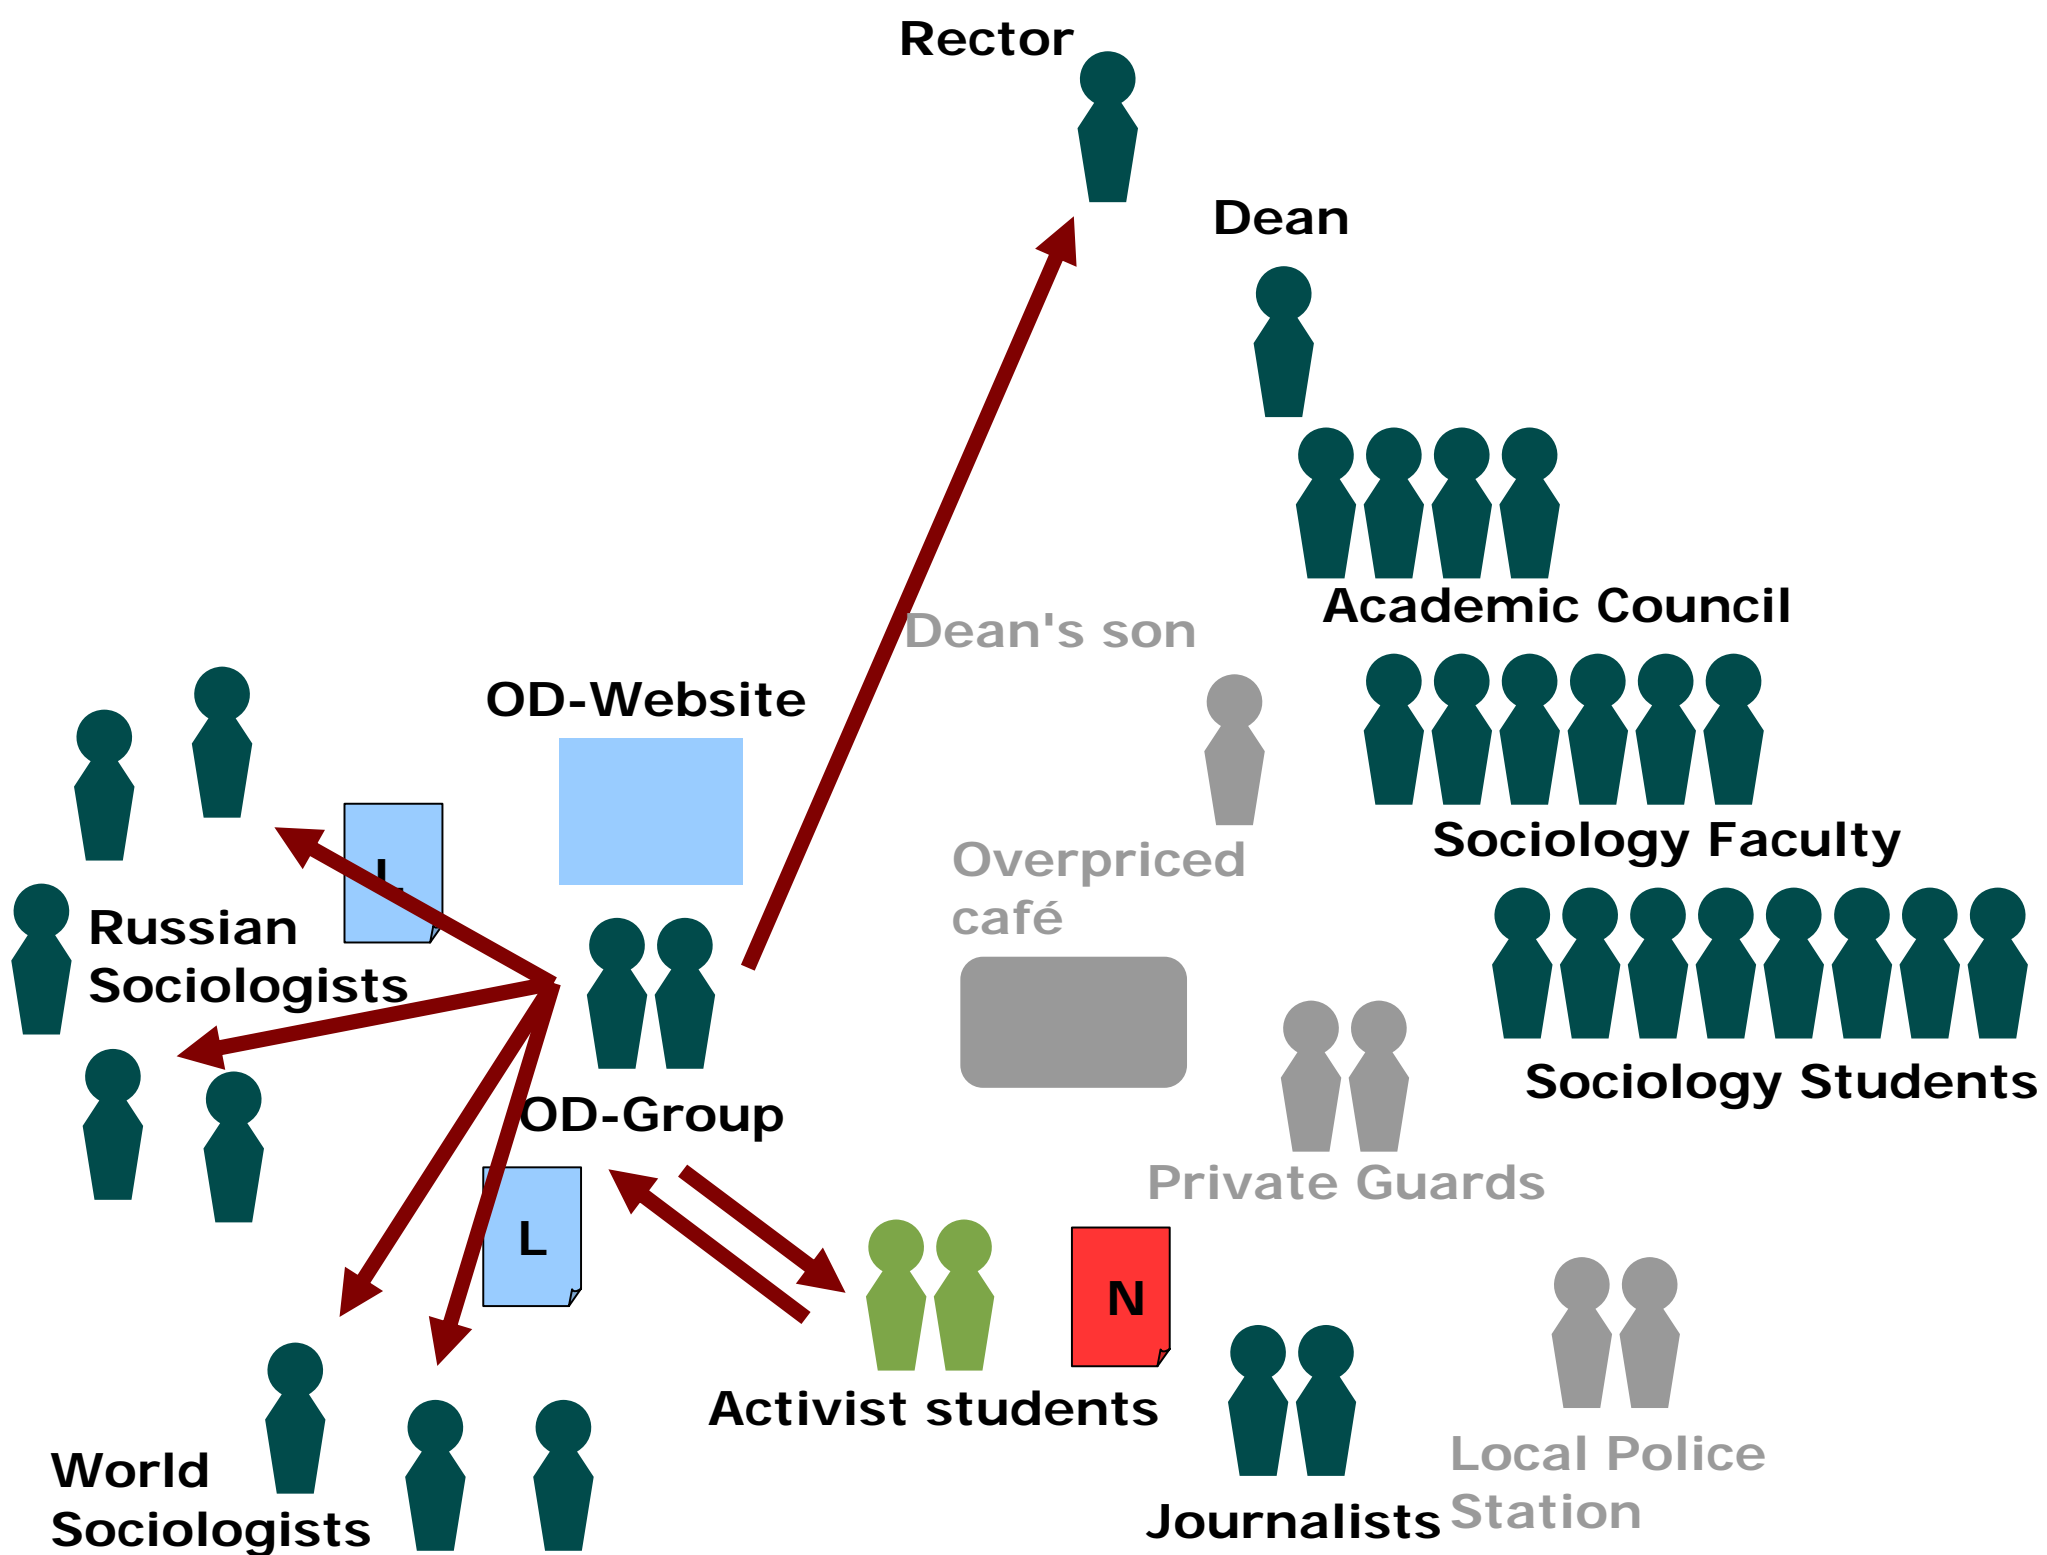 Rector
Dean
Academic Council
Dean's son
OD-Website
Sociology Faculty
Overpriced
café
L
Russian
Sociologists
Sociology Students
OD-Group
Private Guards
L
N
Activist students
Local Police
Station
World
Sociologists
Journalists